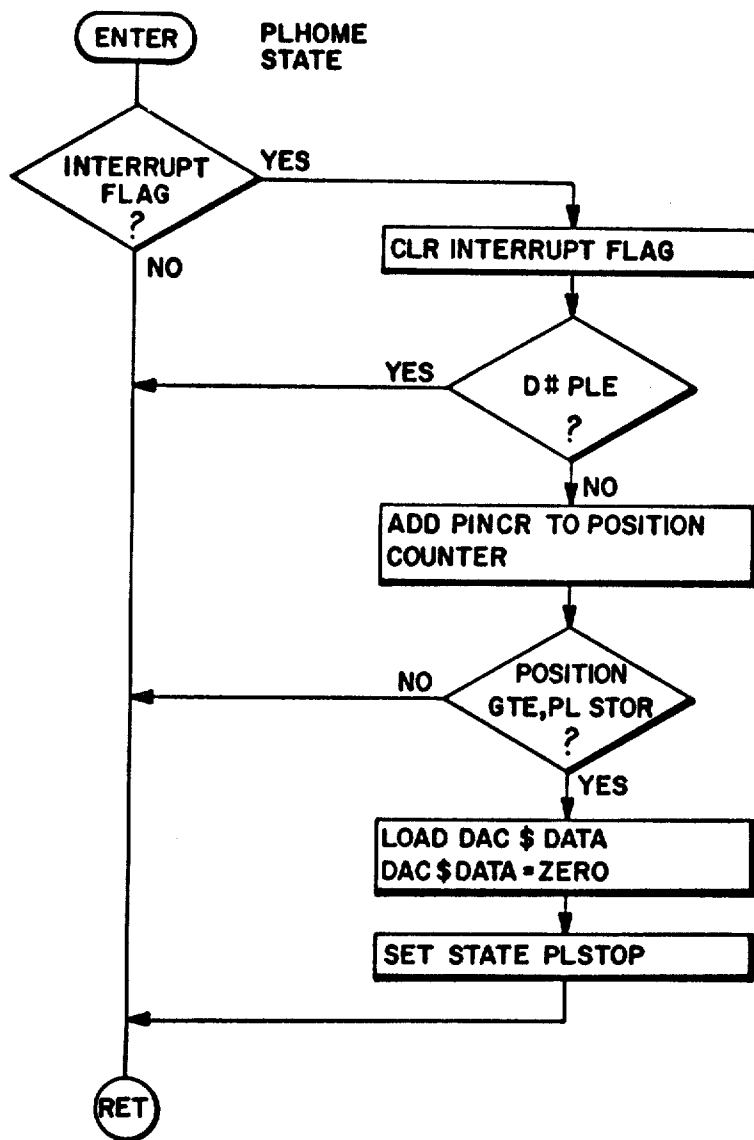 ENTER
PLHOME
STATE
INTERRUPT
FLAG
?
YES
NO
CLR INTERRUPT FLAG
YES
D# PLE
?
NO
ADD PINCR TO POSITION
COUNTER
NO
POSITION
GTE,PL STOR
?
YES
LOAD DAC $ DATA
DAC $ DATA = ZERO
SET STATE PLSTOP
RET